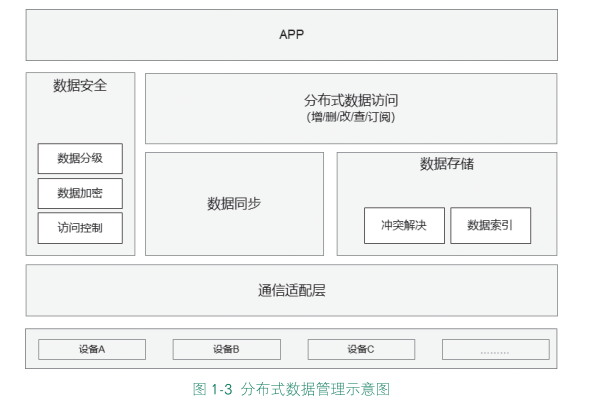 APP
数据安全
数据分级
数据加密
访问控制
分布式数据访问
(增/删/改/查/订阅)
数据同步
数据存储
冲突解决
数据索引
通信适配层
设备A
设备B
设备C
.........
图 1-3 分布式数据管理示意图